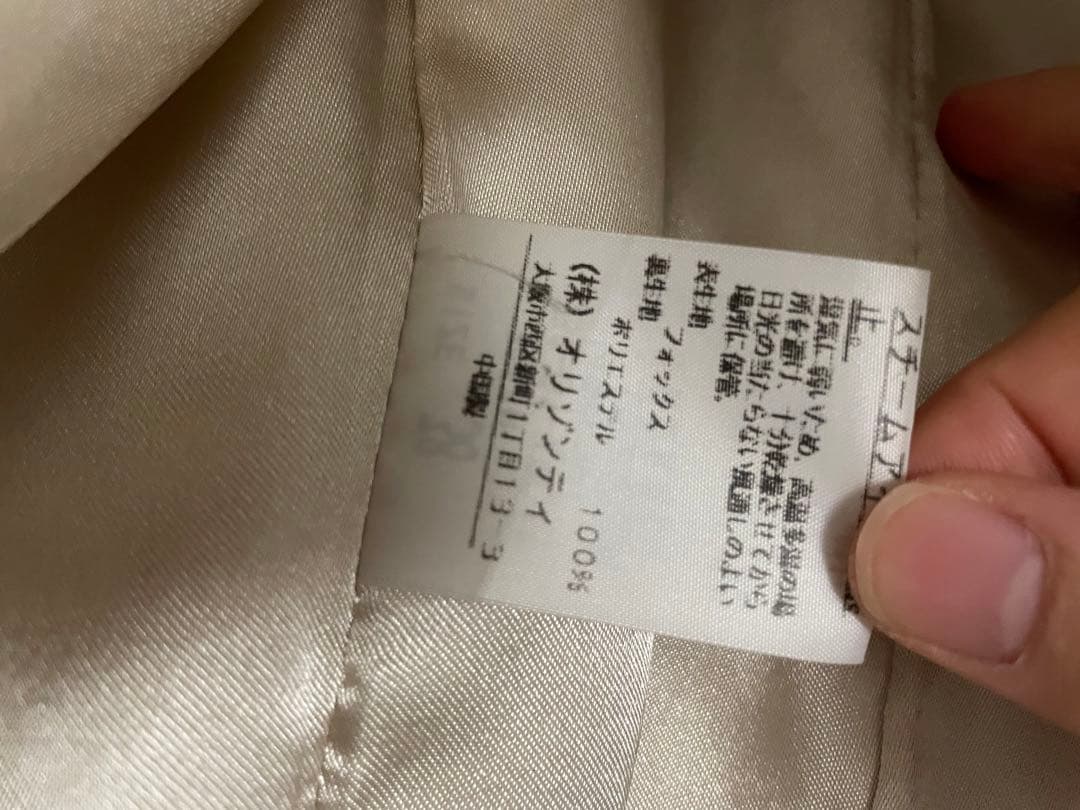 スチームア
止
湿気に弱いため、高温多湿の場
所を避け、十分乾燥させてから
日光の当たらない風通しのよい
場所に保管。
表生地
フォックス
裏生地
ポリエステル 100%
(株)オリゾンティ
大阪市西区新町1丁目13-3
中国製